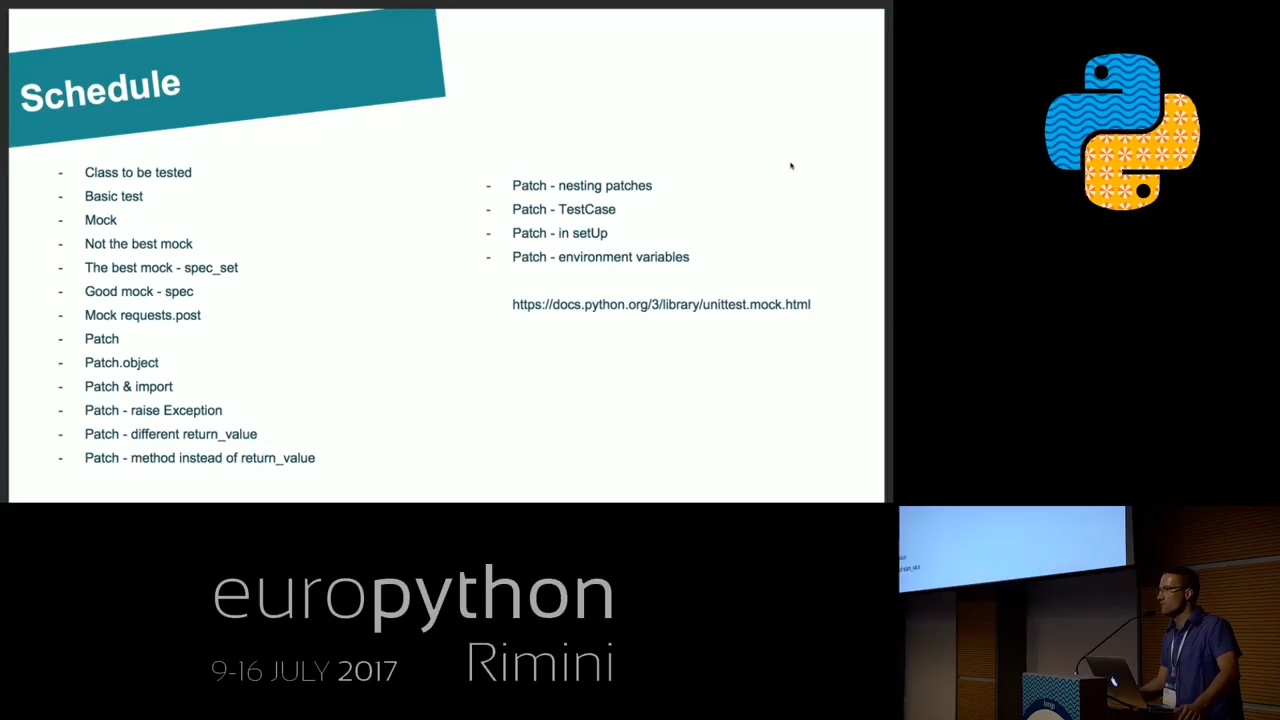 Schedule
- Class to be tested
- Basic test
- Mock
- Not the best mock
- The best mock - spec_set
- Good mock - spec
- Mock requests.post
- Patch
- Patch.object
- Patch & import
- Patch - raise Exception
- Patch - different return_value
- Patch - method instead of return_value
- Patch - nesting patches
- Patch - TestCase
- Patch - in setUp
- Patch - environment variables
https://docs.python.org/3/library/unittest.mock.html
europython
9-16 JULY 2017 Rimini